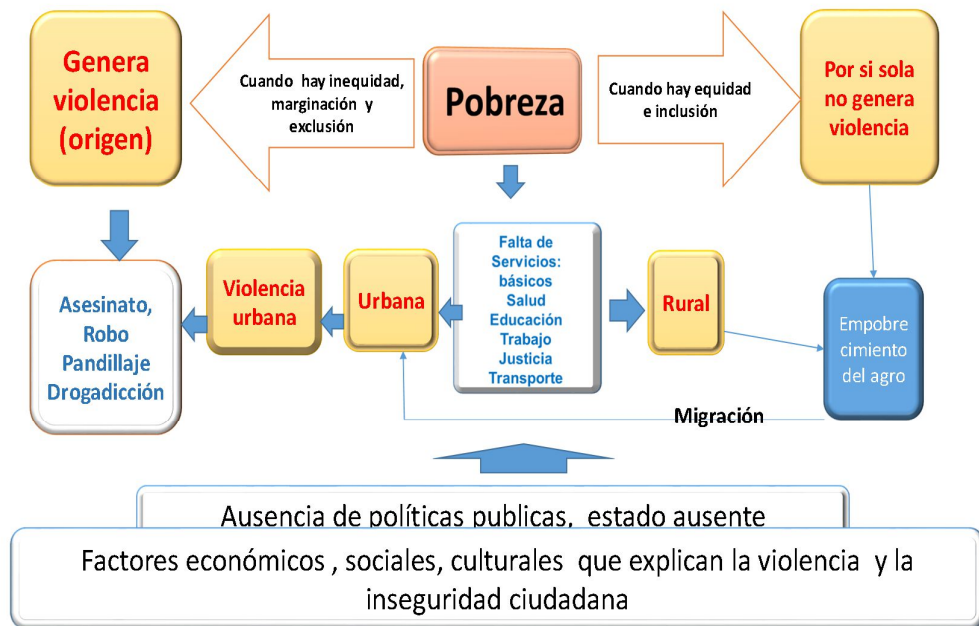 Genera
violencia
(origen)
Cuando hay inequidad,
marginación y
exclusión
Pobreza
Cuando hay equidad
e inclusión
Por si sola
no genera
violencia
Asesinato,
Robo
Pandillaje
Drogadicción
Violencia
urbana
Urbana
Falta de
Servicios:
básicos
Salud
Educación
Trabajo
Justicia
Transporte
Rural
Empobre
cimiento
del agro
Migración
Ausencia de políticas publicas, estado ausente
Factores económicos , sociales, culturales que explican la violencia y la
inseguridad ciudadana